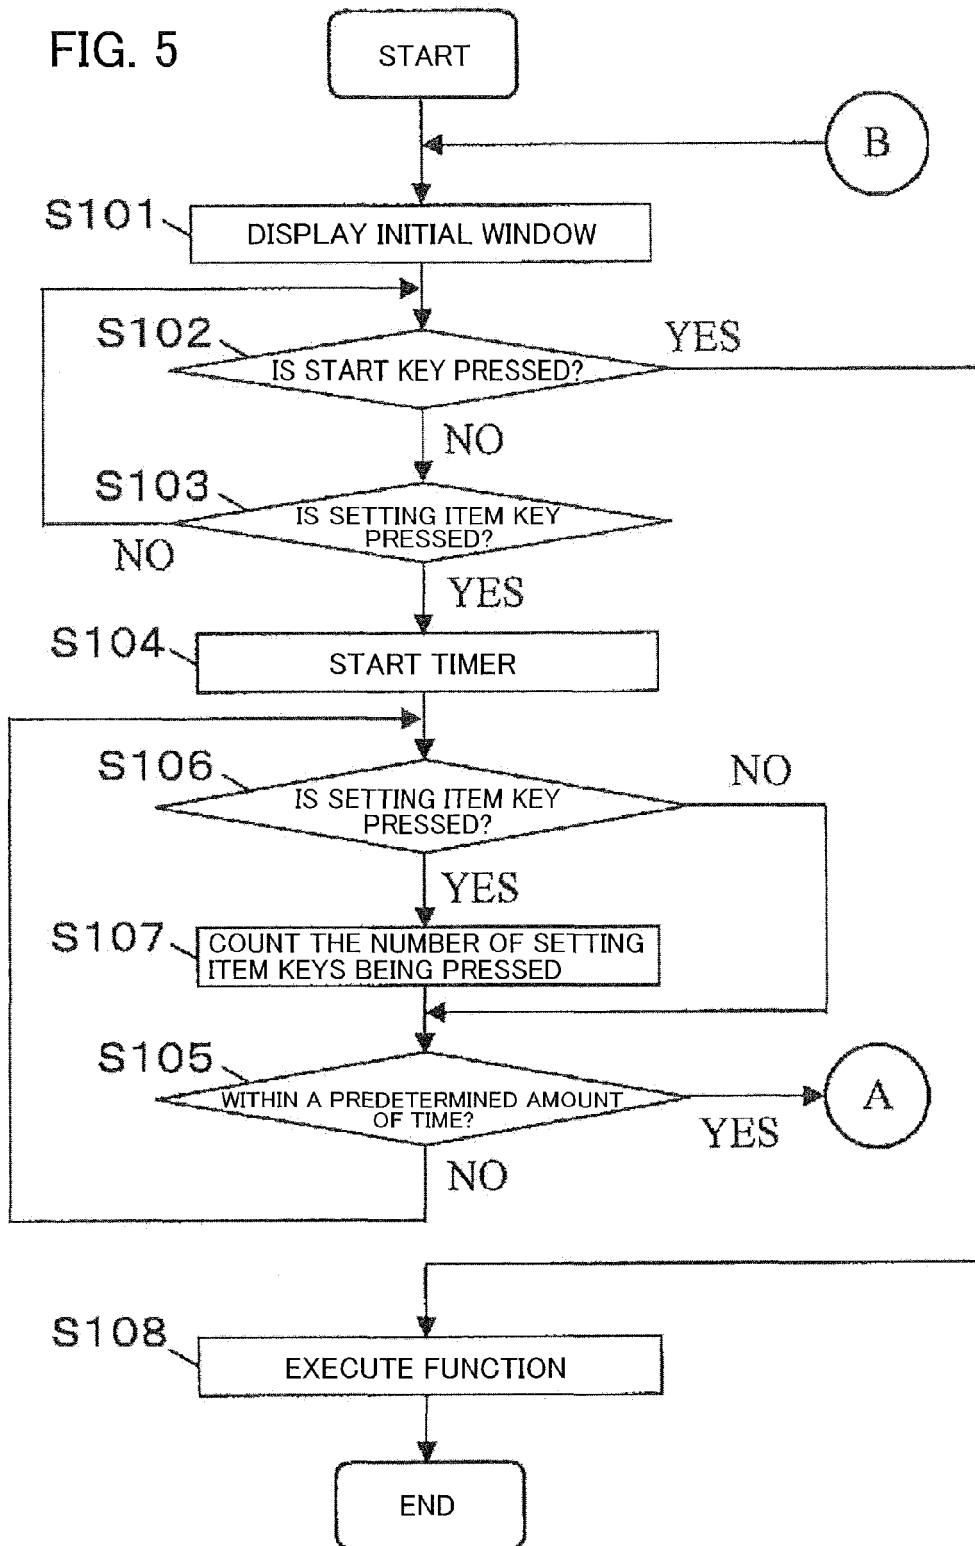 FIG. 5
START
B
S101
DISPLAY INITIAL WINDOW
S102
IS START KEY PRESSED?
YES
NO
S103
IS SETTING ITEM KEY
PRESSED?
NO
YES
S104
START TIMER
S106
IS SETTING ITEM KEY
PRESSED?
NO
YES
S107
COUNT THE NUMBER OF SETTING
ITEM KEYS BEING PRESSED
S105
WITHIN A PREDETERMINED AMOUNT
OF TIME?
A
YES
NO
S108
EXECUTE FUNCTION
END